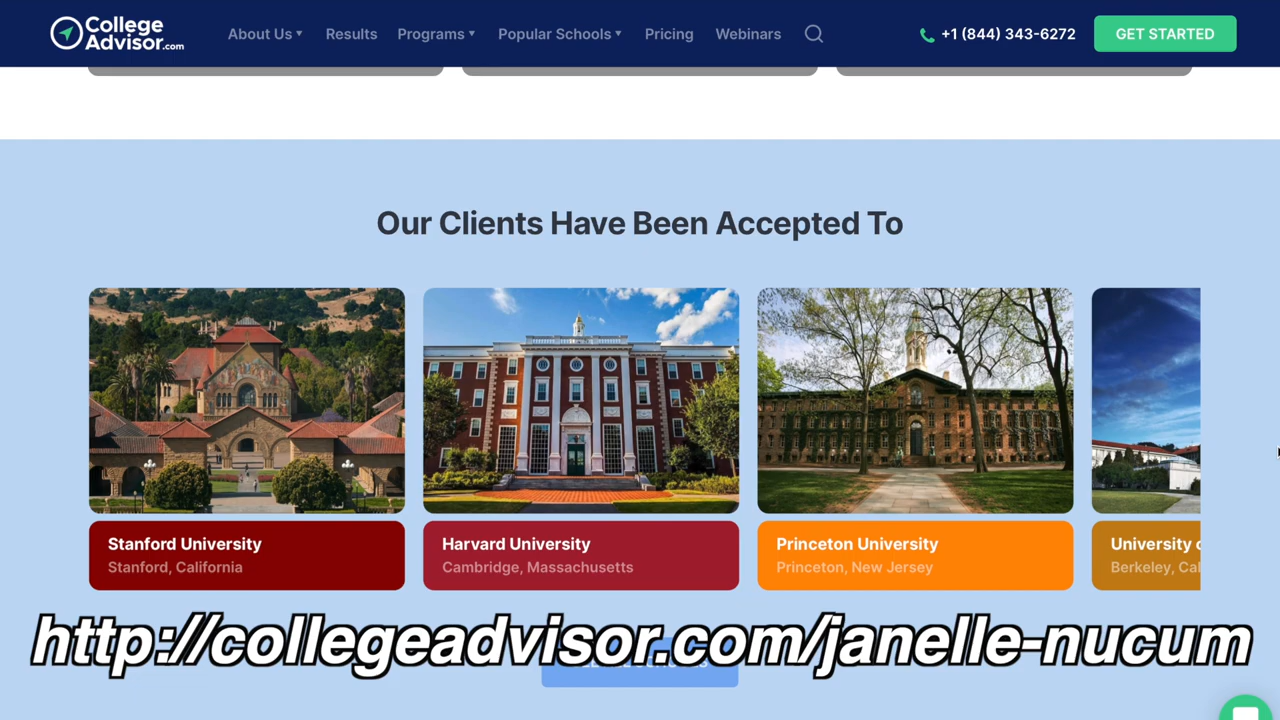 College
Advisor.com
About Us
Results
Programs
Popular Schools
Pricing
Webinars
+1 (844) 343-6272
GET STARTED
Our Clients Have Been Accepted To
Stanford University
Stanford, California
Harvard University
Cambridge, Massachusetts
Princeton University
Princeton, New Jersey
University
Berkeley,
http://collegeadvisor.com/janelle-nucum